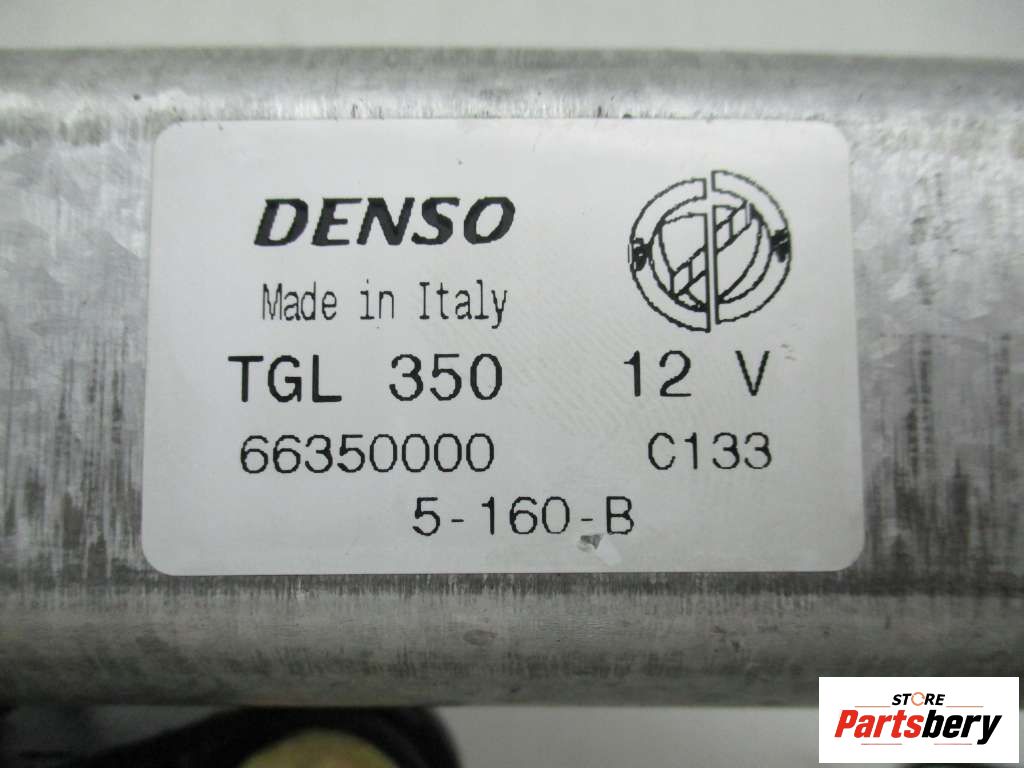 DENSO
Made in Italy
TGL 350 12 V
66350000 C133
5-160-B
STORE
Partsbery